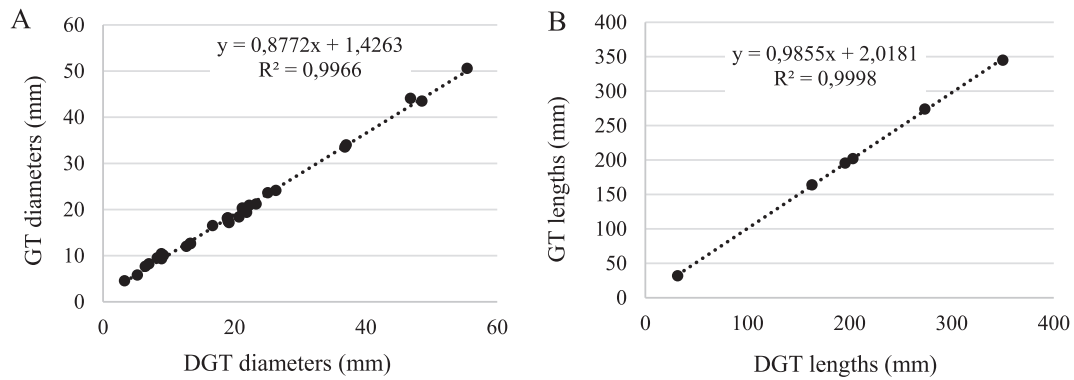 A
y = 0,8772x + 1,4263
R² = 0,9966
60
50
40
30
20
10
0
0 20 40 60
GT diameters (mm)
DGT diameters (mm)
B
y = 0,9855x + 2,0181
R² = 0,9998
400
350
300
250
200
150
100
50
0
0 100 200 300 400
GT lengths (mm)
DGT lengths (mm)